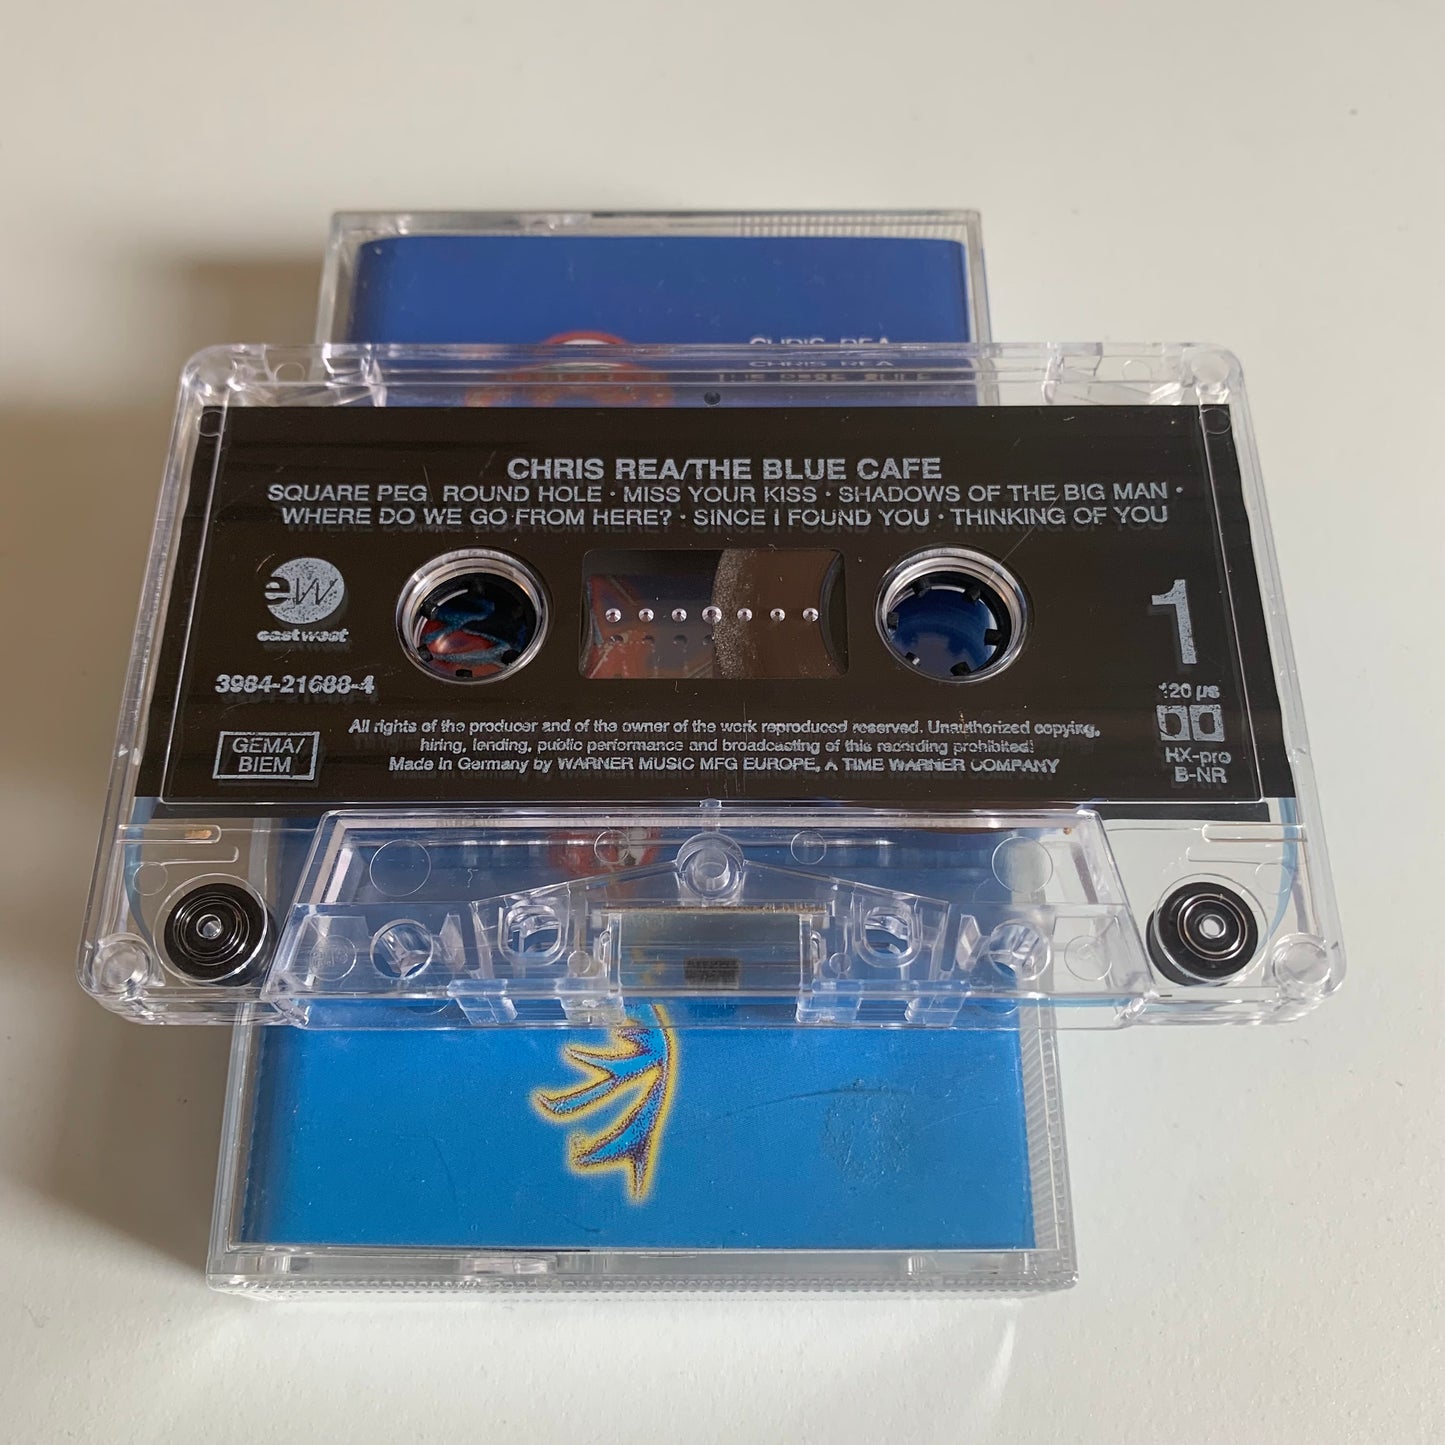 CHRIS REA
CHRIS REA/THE BLUE CAFE
SQUARE PEG, ROUND HOLE · MISS YOUR KISS · SHADOWS OF THE BIG MAN ·
WHERE DO WE GO FROM HERE? · SINCE I FOUND YOU · THINKING OF YOU
ew
eastwest
1
3984-21688-4
120 µs
All rights of the producer and of the owner of the work reproduced reserved. Unauthorized copying,
hiring, lending, public performance and broadcasting of this recording prohibited!
Made in Germany by WARNER MUSIC MFG EUROPE, A TIME WARNER COMPANY
GEMA/
BIEM
HX-pro
B-NR